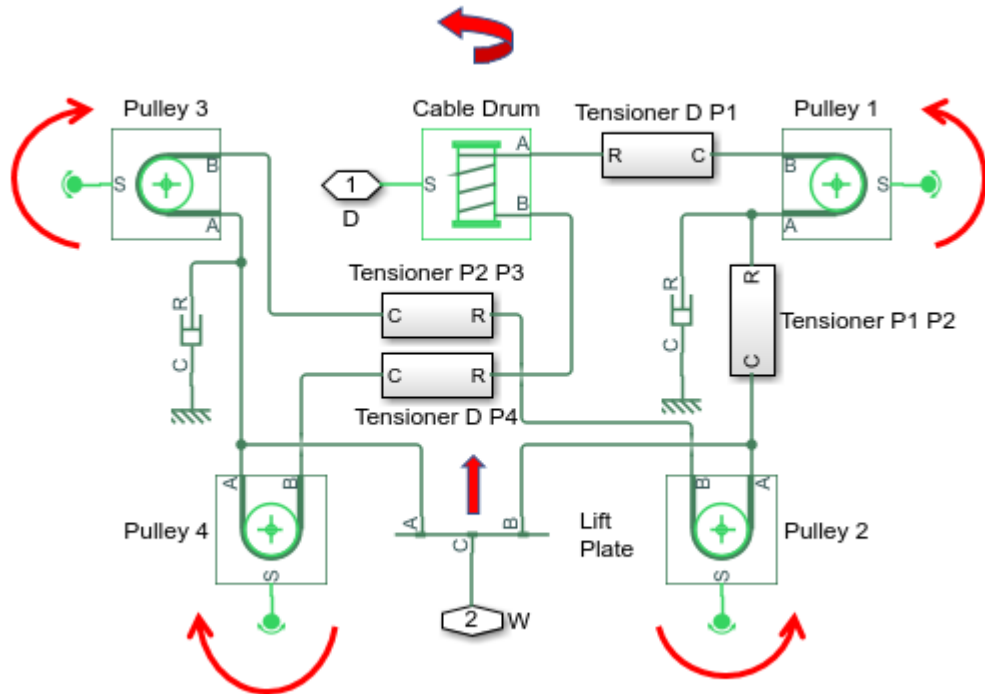 Pulley 3
Cable Drum
Tensioner D P1
Pulley 1
A
B
R
C
B
S
S
S
1
B
A
A
D
Tensioner P2 P3
R
R
R
C
R
Tensioner P1 P2
C
C
C
C
R
Tensioner D P4
A
B
A
B
B
A
Lift
Plate
Pulley 4
C
Pulley 2
S
S
2
W